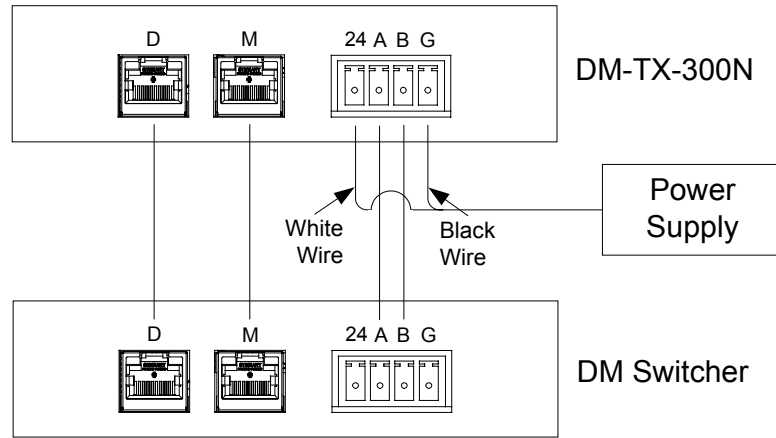 D M 24 A B G
DM-TX-300N
White
Wire
Black
Wire
Power
Supply
D M 24 A B G
DM Switcher